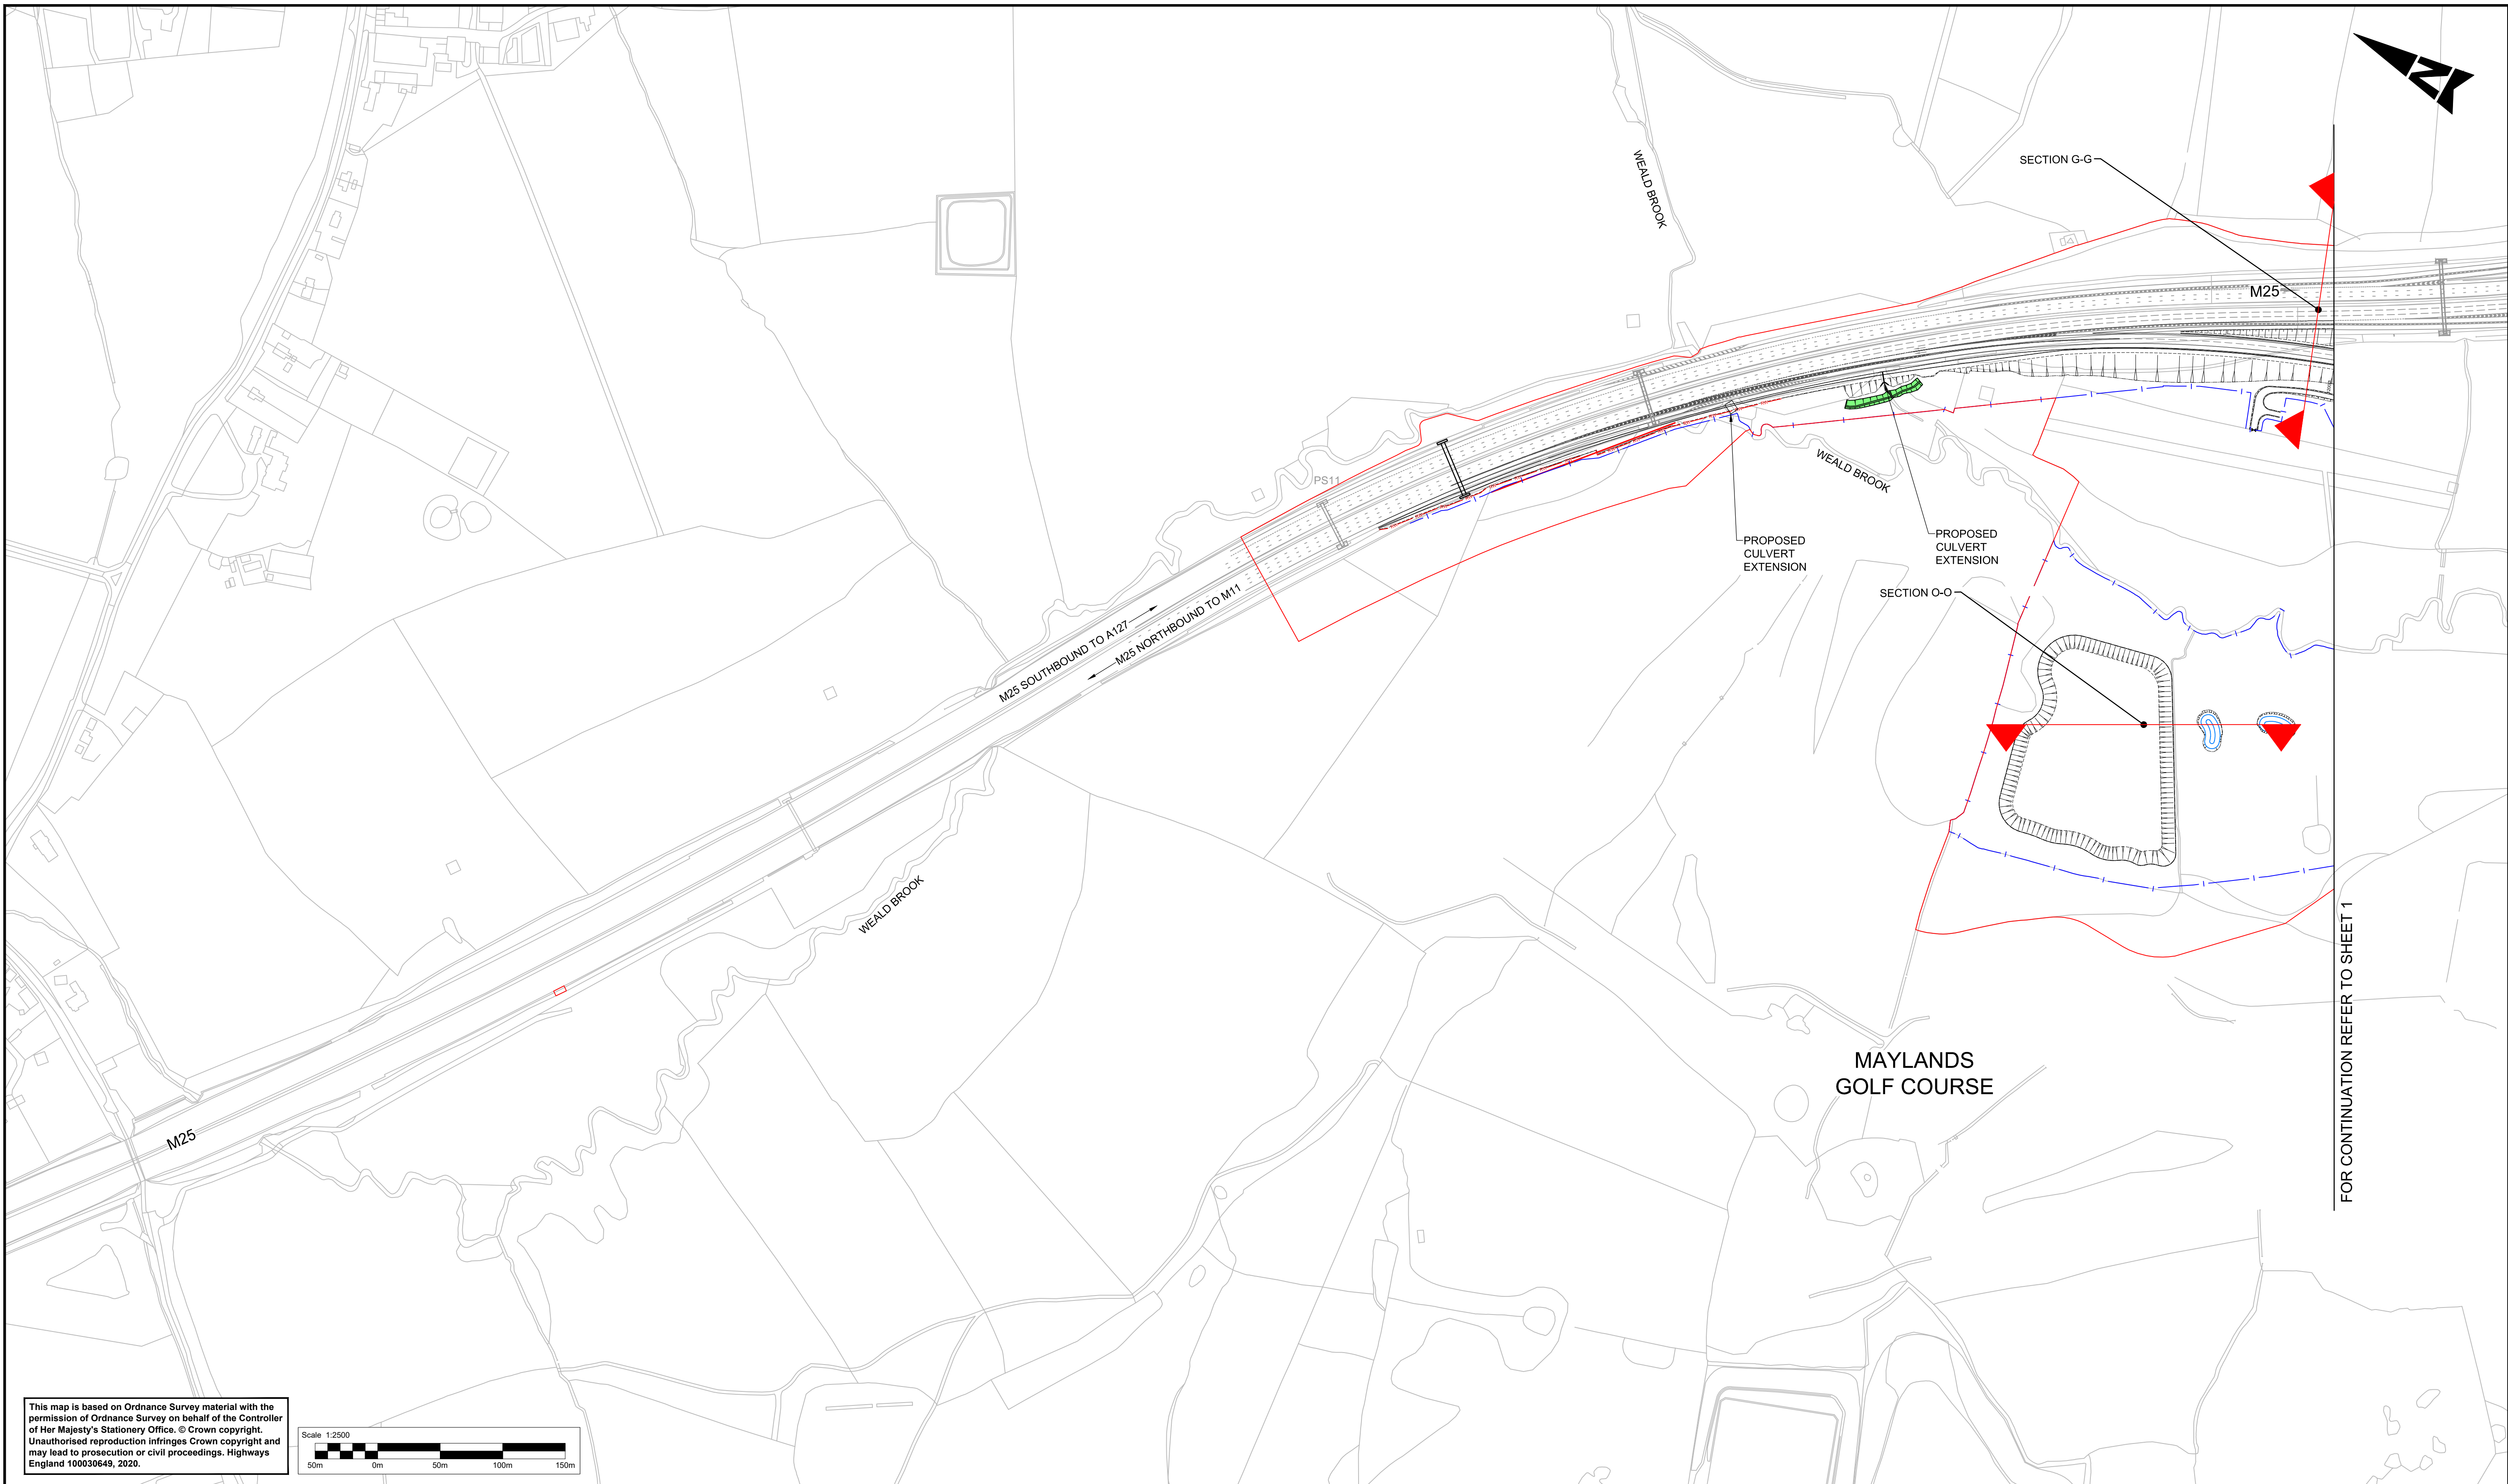 N
WEALD BROOK
SECTION G-G
M25
PS11
WEALD BROOK
PROPOSED
CULVERT
EXTENSION
PROPOSED
CULVERT
EXTENSION
SECTION O-O
M25 SOUTHBOUND TO A127
M25 NORTHBOUND TO M11
WEALD BROOK
FOR CONTINUATION REFER TO SHEET 1
MAYLANDS
GOLF COURSE
M25
This map is based on Ordnance Survey material with the
permission of Ordnance Survey on behalf of the Controller
of Her Majesty's Stationery Office. © Crown copyright.
Unauthorised reproduction infringes Crown copyright and
may lead to prosecution or civil proceedings. Highways
England 100030649, 2020.
Scale 1:2500
50m 0m 50m 100m 150m